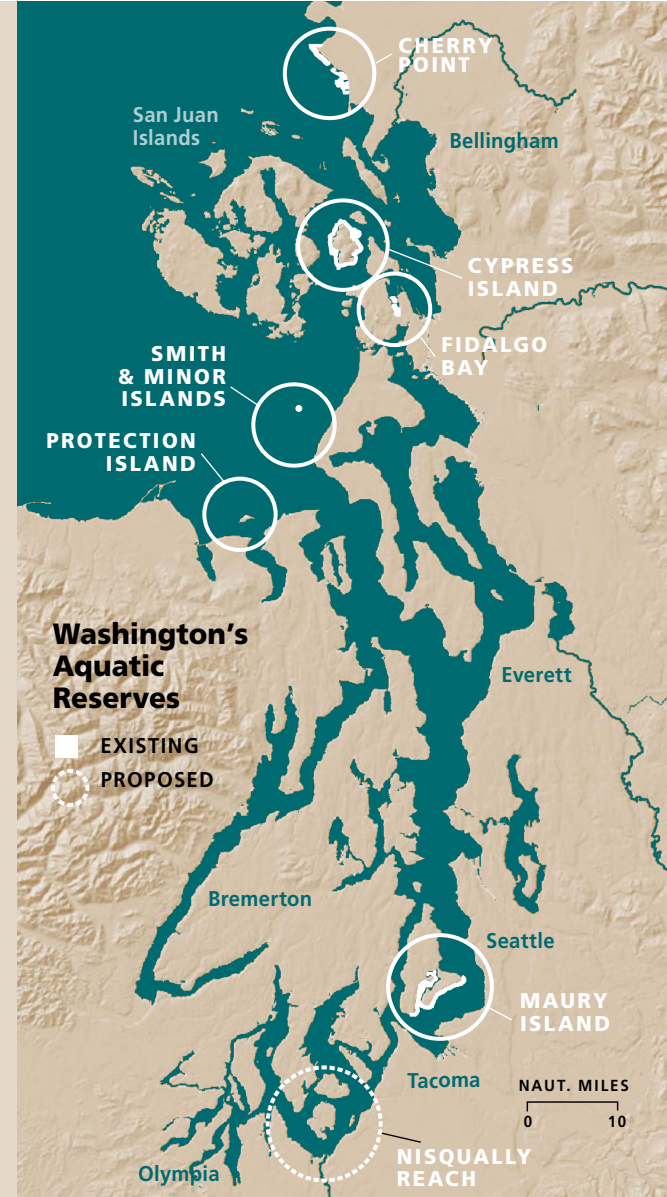 CHERRY
POINT
San Juan
Islands
Bellingham
CYPRESS
ISLAND
FIDALGO
BAY
SMITH
& MINOR
ISLANDS
PROTECTION
ISLAND
Washington's
Aquatic
Reserves
EXISTING
PROPOSED
Everett
Bremerton
Seattle
MAURY
ISLAND
Tacoma
NAUT. MILES
0 10
NISQUALLY
REACH
Olympia